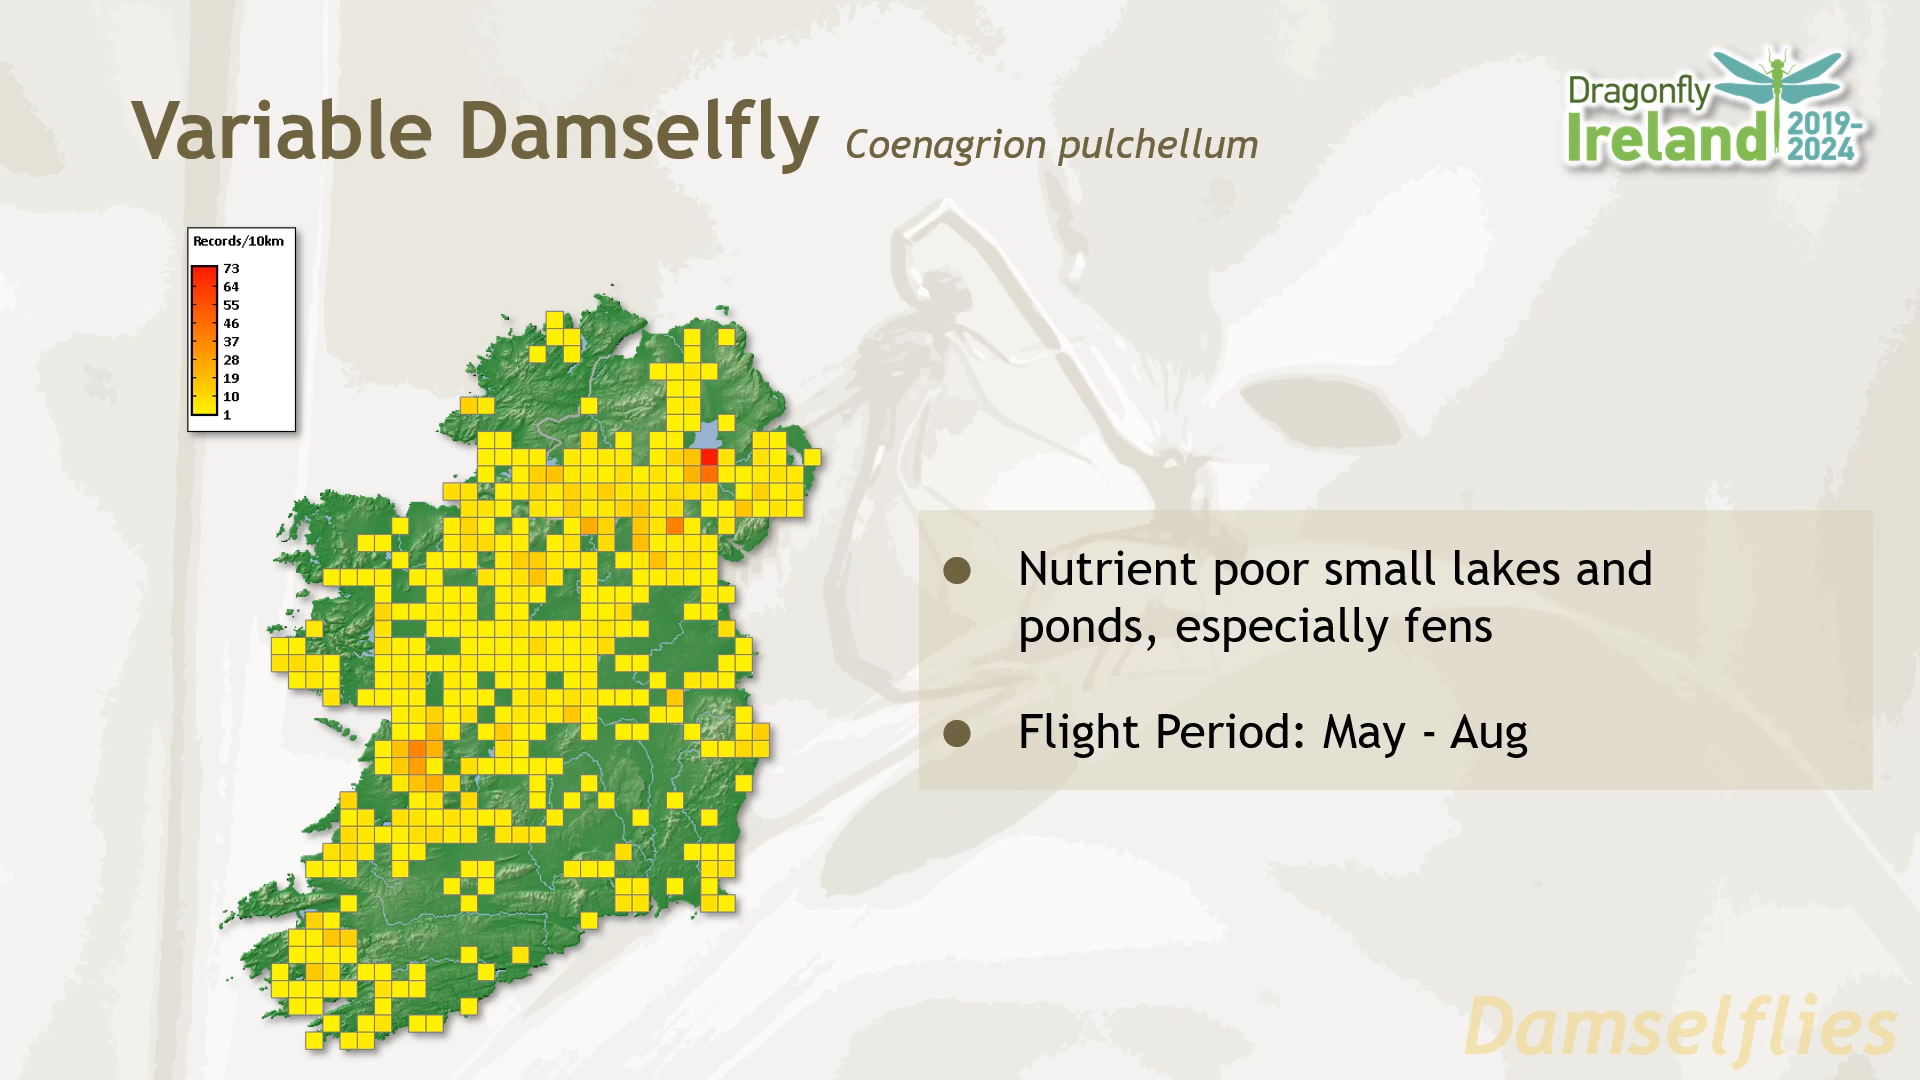 Variable Damselfly Coenagrion pulchellum
Dragonfly
Ireland 2019-
2024
Records/10km
73
64
55
46
37
28
19
10
1
● Nutrient poor small lakes and
ponds, especially fens
● Flight Period: May - Aug
Damselflies